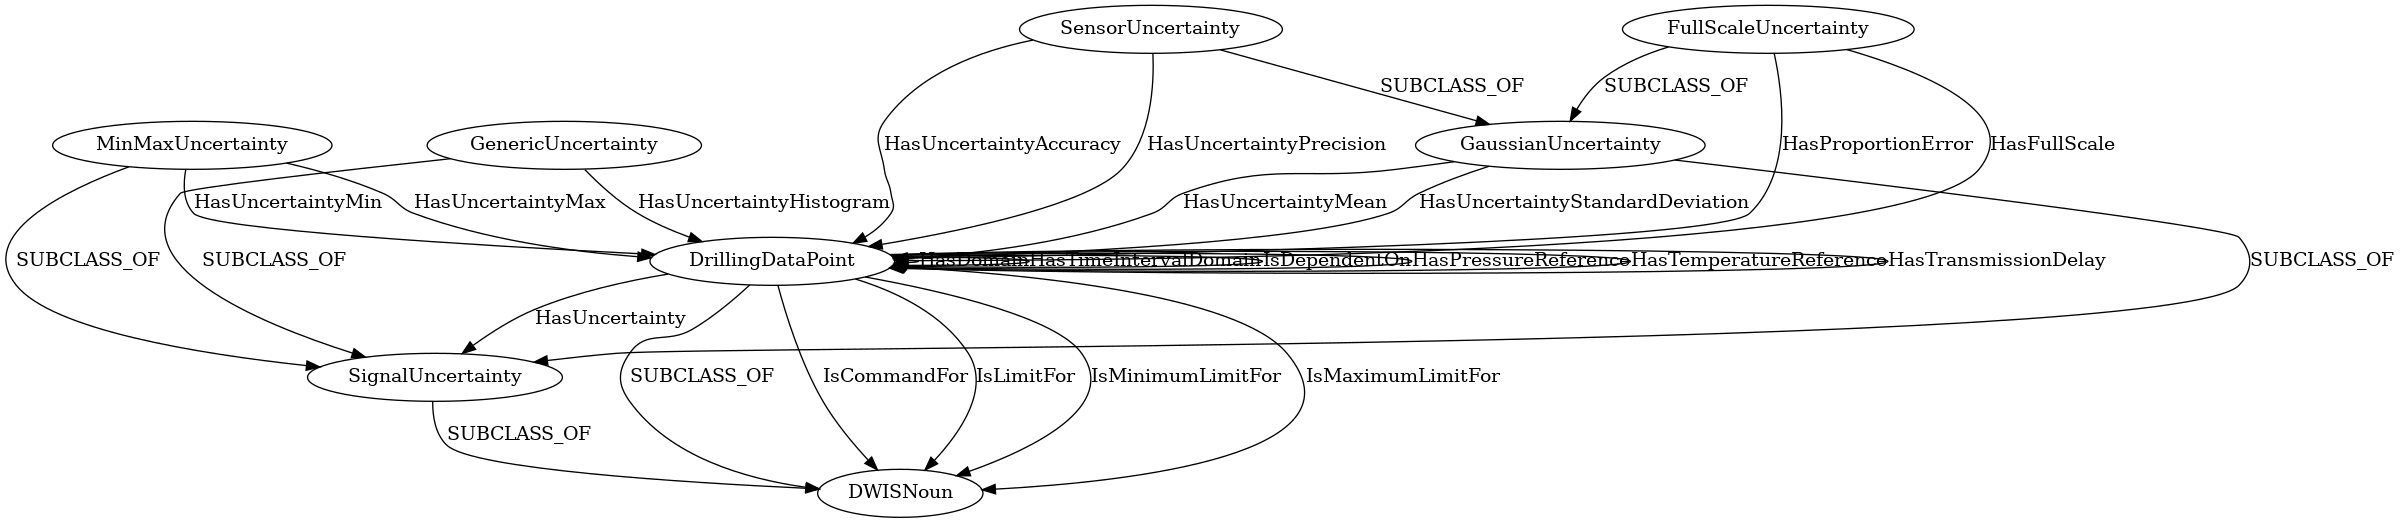 SensorUncertainty
FullScaleUncertainty
SUBCLASS_OF
SUBCLASS_OF
MinMaxUncertainty
GenericUncertainty
HasUncertaintyAccuracy
HasUncertaintyPrecision
GaussianUncertainty
HasProportionError
HasFullScale
HasUncertaintyMin
HasUncertaintyMax
HasUncertaintyHistogram
HasUncertaintyMean
HasUncertaintyStandardDeviation
SUBCLASS_OF
SUBCLASS_OF
DrillingDataPoint
HasDomain
HasTimeIntervalDomain
IsDependentOn
HasPressureReference
HasTemperatureReference
HasTransmissionDelay
SUBCLASS_OF
HasUncertainty
SignalUncertainty
SUBCLASS_OF
IsCommandFor
IsLimitFor
IsMinimumLimitFor
IsMaximumLimitFor
SUBCLASS_OF
DWISNoun